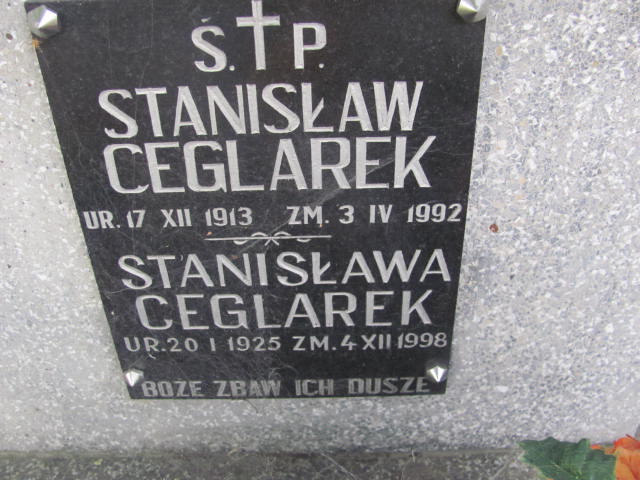 Ś. P.
STANISŁAW
CEGLAREK
UR. 17 XII 1913 ZM. 3 IV 1992
STANISŁAWA
CEGLAREK
UR. 20 I 1925 ZM. 4 XII 1998
BOŻE ZBAW ICH DUSZE